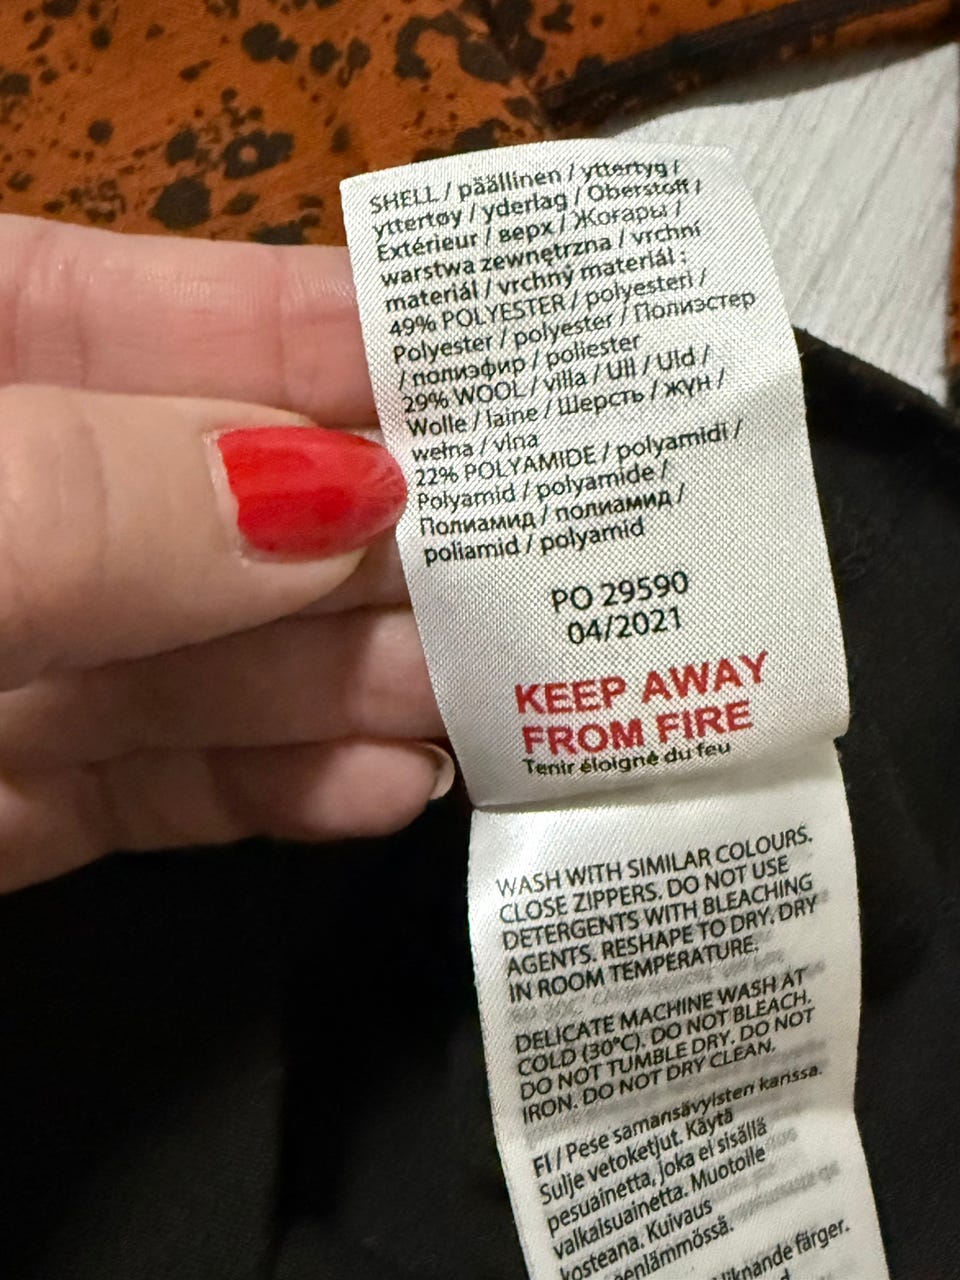 SHELL / päällinen / yttertyg /
yttertøy / yderlag / Oberstoff /
Extérieur / верх / Жоғары /
warstwa zewnętrzna / vrchní
materiál / vrchný materiál :
49% POLYESTER / polyesteri /
Polyester / polyester / Полиэстер
/ полиэфир / poliester
29% WOOL / villa / Ull / Uld /
Wolle / laine / Шерсть / жүн /
wełna / vlna
22% POLYAMIDE / polyamidi /
Polyamid / polyamide /
Полиамид / полиамид /
poliamid / polyamid
PO 29590
04/2021
KEEP AWAY
FROM FIRE
Tenir éloigné du feu
WASH WITH SIMILAR COLOURS.
CLOSE ZIPPERS. DO NOT USE
DETERGENTS WITH BLEACHING
AGENTS. RESHAPE TO DRY. DRY
IN ROOM TEMPERATURE.
DELICATE MACHINE WASH AT
COLD (30°C). DO NOT BLEACH.
DO NOT TUMBLE DRY. DO NOT
IRON. DO NOT DRY CLEAN.
FI / Pese samansävyisten kanssa.
Sulje vetoketjut. Käytä
pesuainetta, joka ei sisällä
valkaisuainetta. Muotoile
kosteana. Kuivaus
färger.